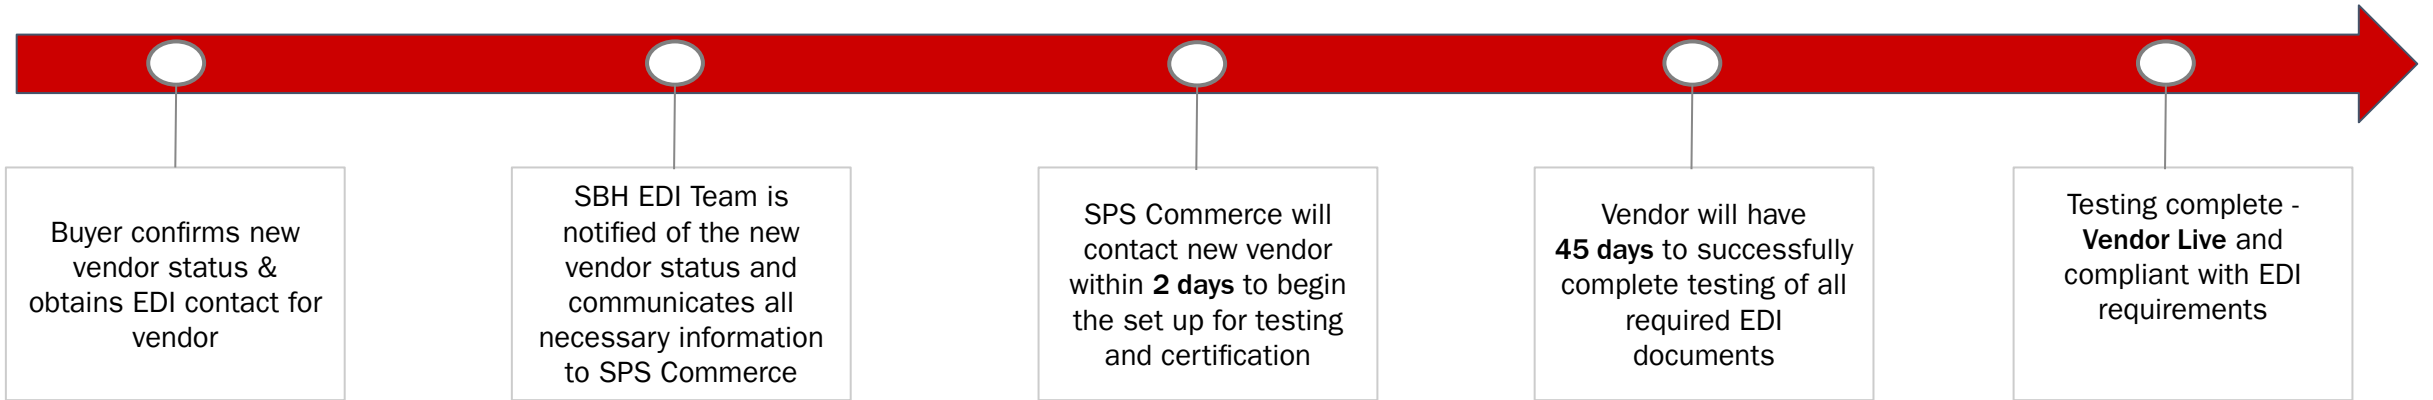 Buyer confirms new
vendor status &
obtains EDI contact for
vendor
SBH EDI Team is
notified of the new
vendor status and
communicates all
necessary information
to SPS Commerce
SPS Commerce will
contact new vendor
within 2 days to begin
the set up for testing
and certification
Vendor will have
45 days to successfully
complete testing of all
required EDI
documents
Testing complete -
Vendor Live and
compliant with EDI
requirements